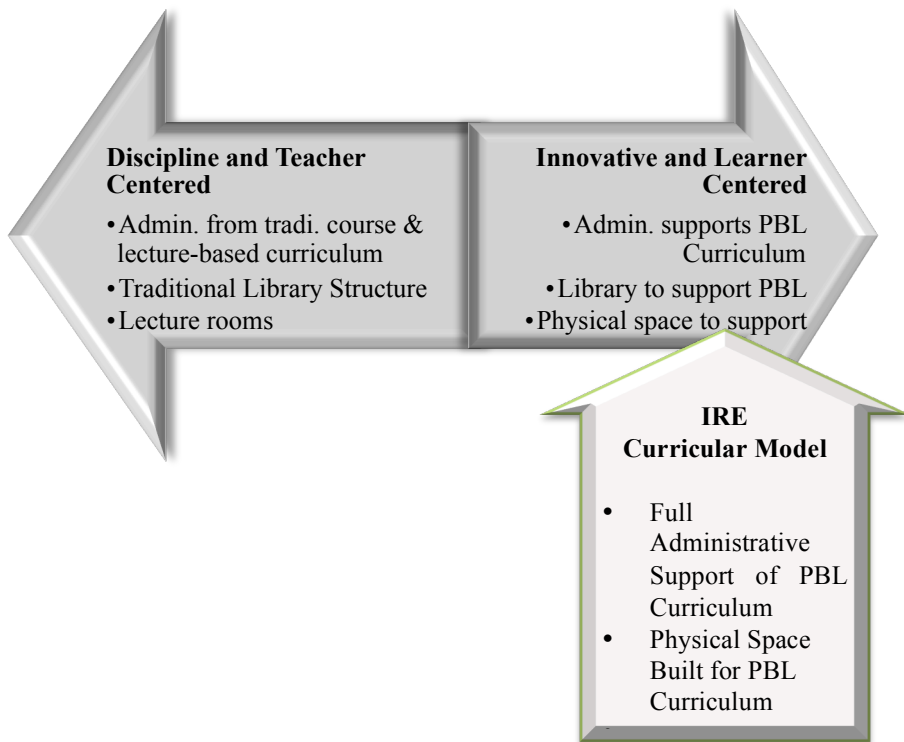 Discipline and Teacher
Centered
•Admin. from tradi. course &
lecture-based curriculum
•Traditional Library Structure
•Lecture rooms
Innovative and Learner
Centered
•Admin. supports PBL
Curriculum
•Library to support PBL
•Physical space to support
IRE
Curricular Model
• Full
Administrative
Support of PBL
Curriculum
• Physical Space
Built for PBL
Curriculum